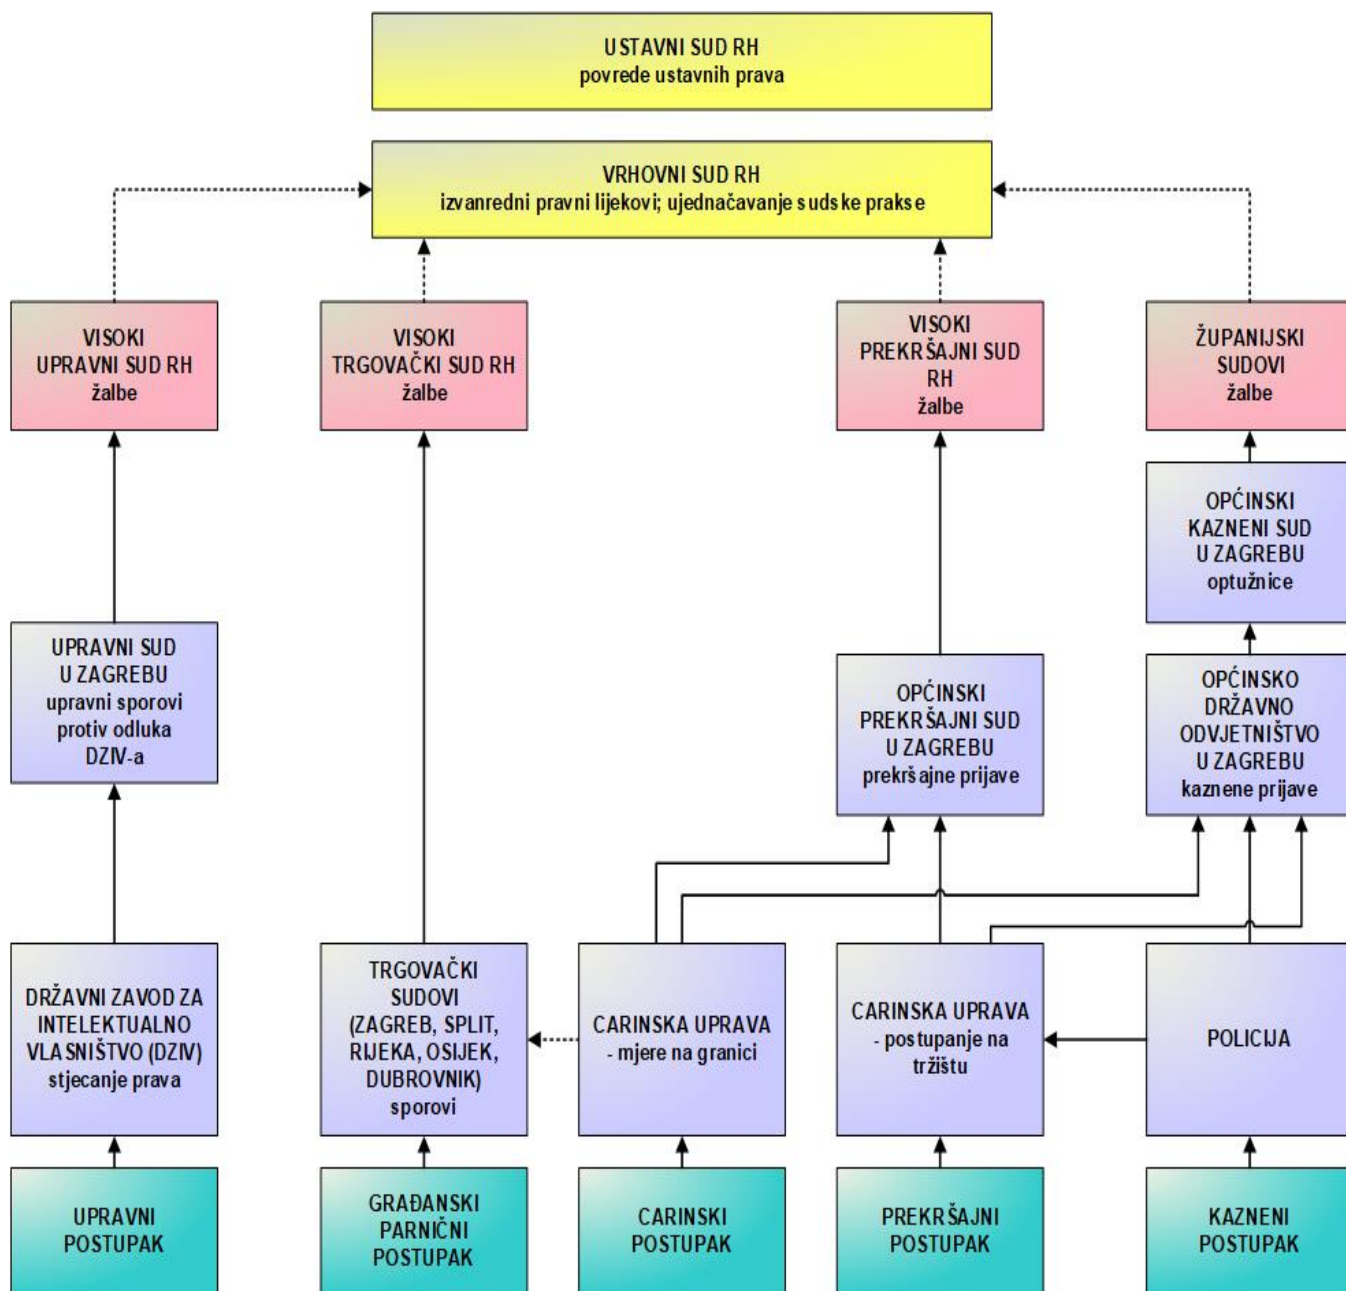 USTAVNI SUD RH
povrede ustavnih prava
VRHOVNI SUD RH
izvanredni pravni lijekovi; ujednačavanje sudske prakse
VISOKI
UPRAVNI SUD RH
žalbe
VISOKI
TRGOVAČKI SUD RH
žalbe
VISOKI
PREKRŠAJNI SUD
RH
žalbe
ŽUPANIJSKI
SUDOVI
žalbe
OPĆINSKI
KAZNENI SUD
U ZAGREBU
optužnice
UPRAVNI SUD
U ZAGREBU
upravni sporovi
protiv odluka
DZIV-a
OPĆINSKI
PREKRŠAJNI SUD
U ZAGREBU
prekršajne prijave
OPĆINSKO
DRŽAVNO
ODVJETNIŠTVO
U ZAGREBU
kaznene prijave
DRŽAVNI ZAVOD ZA
INTELEKTUALNO
VLASNIŠTVO (DZIV)
stjecanje prava
TRGOVAČKI
SUDOVI
(ZAGREB, SPLIT,
RIJEKA, OSIJEK,
DUBROVNIK)
sporovi
CARINSKA UPRAVA
- mjere na granici
CARINSKA UPRAVA
- postupanje na
tržištu
POLICIJA
UPRAVNI
POSTUPAK
GRAĐANSKI
PARNIČNI
POSTUPAK
CARINSKI
POSTUPAK
PREKRŠAJNI
POSTUPAK
KAZNENI
POSTUPAK